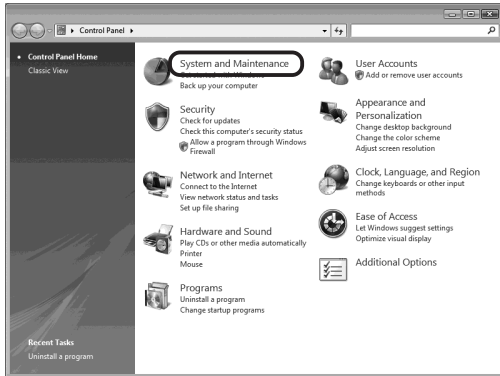 Control Panel
Control Panel Home
Classic View
System and Maintenance
Get started with Windows
Back up your computer
Security
Check for updates
Check this computer's security status
Allow a program through Windows
Firewall
Network and Internet
Connect to the Internet
View network status and tasks
Set up file sharing
Hardware and Sound
Play CDs or other media automatically
Printer
Mouse
Programs
Uninstall a program
Change startup programs
User Accounts
Add or remove user accounts
Appearance and
Personalization
Change desktop background
Change the color scheme
Adjust screen resolution
Clock, Language, and Region
Change keyboards or other input
methods
Ease of Access
Let Windows suggest settings
Optimize visual display
Additional Options
Recent Tasks
Uninstall a program